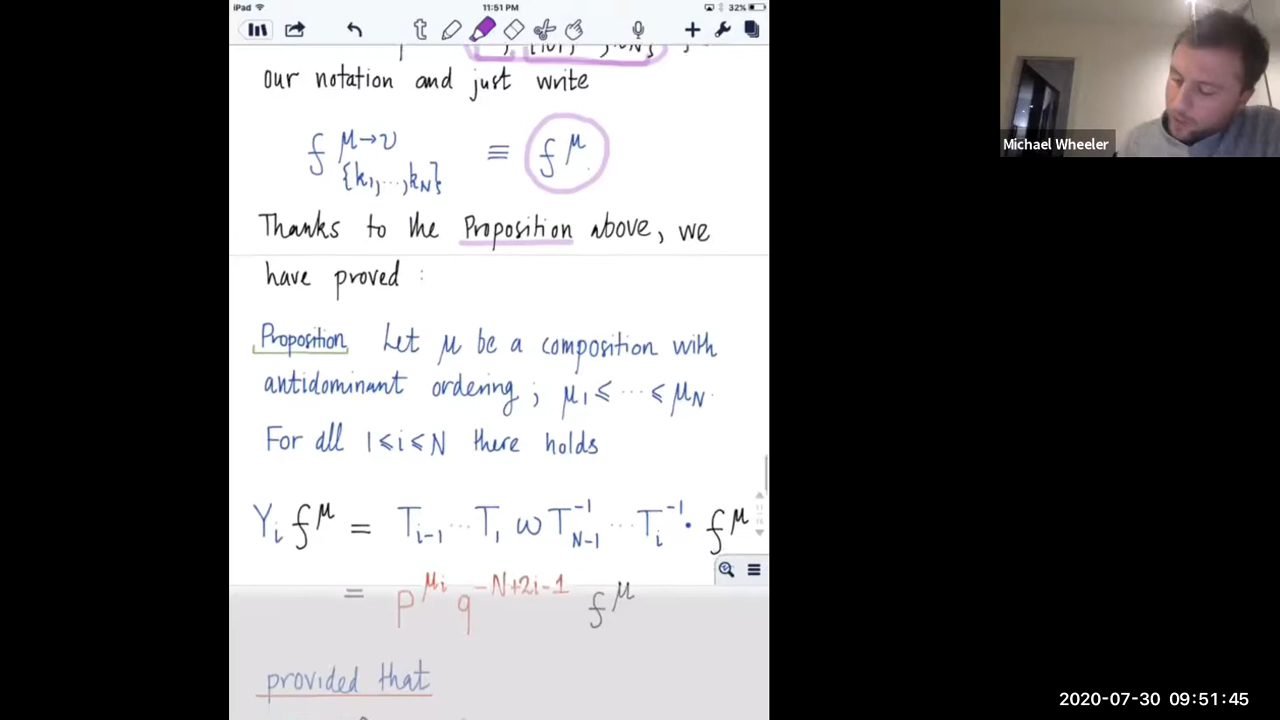 iPad
11:51 PM
32%
our notation and just write
f^{μ→ν}_{{k_1,…,k_N}} ≡ f^μ
Thanks to the Proposition above, we
have proved :
Proposition Let μ be a composition with
antidominant ordering ; μ_1 ≤ ⋯ ≤ μ_N.
For all 1 ≤ i ≤ N there holds
Y_i f^μ = T_{i-1} ⋯ T_1 ω T_{N-1}^{-1} ⋯ T_i^{-1} · f^μ
= p^{μ_i} q^{-N+2i-1} f^μ
provided that
Michael Wheeler
2020-07-30 09:51:45